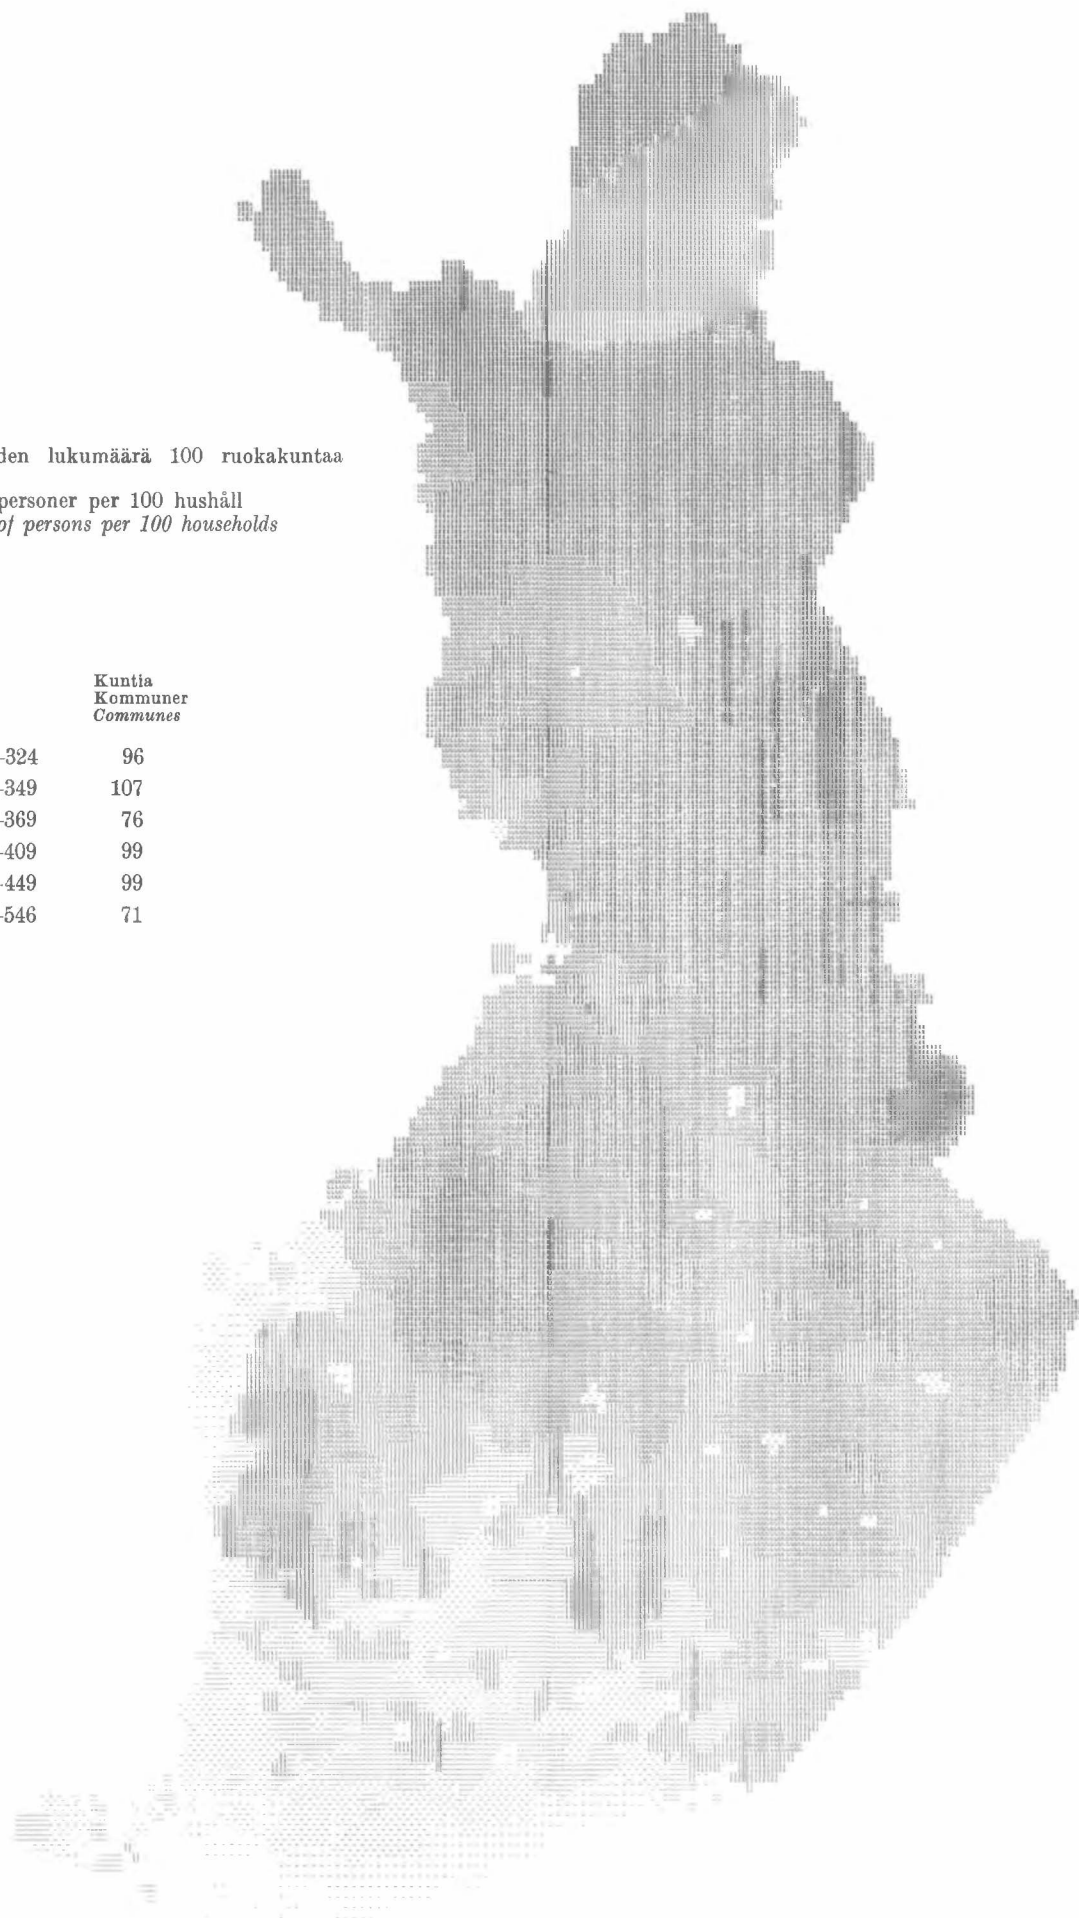 den lukumäärä 100 ruokakuntaa
personer per 100 hushåll
of persons per 100 households
Kuntia
Kommuner
Communes
-324 96
-349 107
-369 76
-409 99
-449 99
-546 71